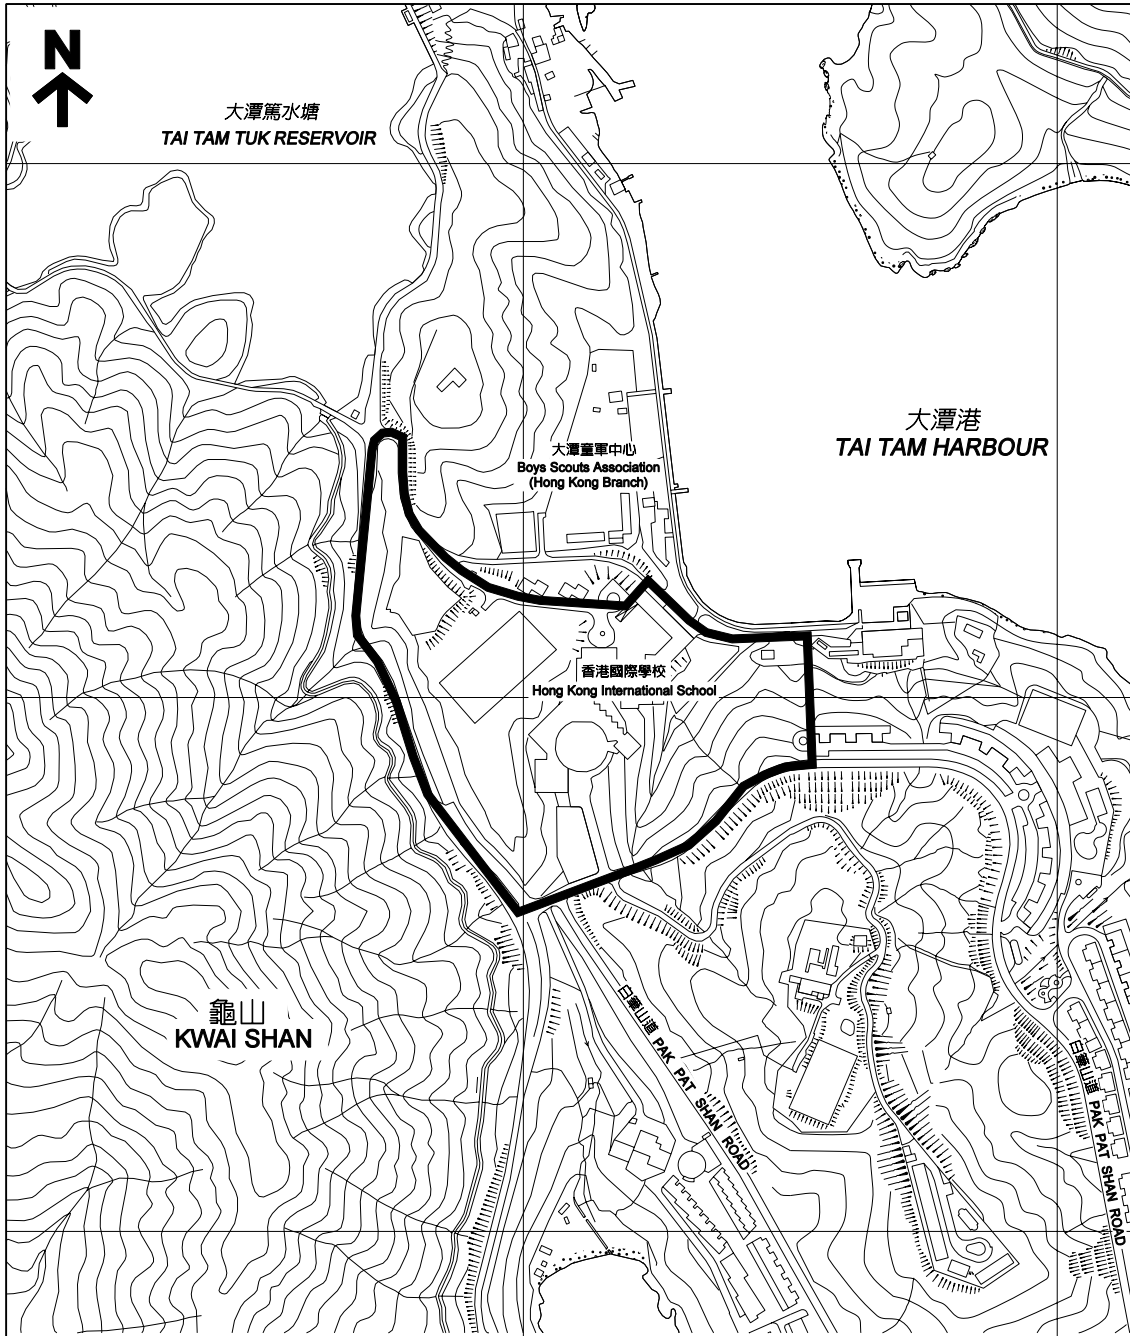 N
大潭篤水塘
TAI TAM TUK RESERVOIR
大潭港
TAI TAM HARBOUR
大潭童軍中心
Boys Scouts Association
(Hong Kong Branch)
香港國際學校
Hong Kong International School
龜山
KWAI SHAN
白筆山道 PAK PAT SHAN ROAD
白筆山道 PAK PAT SHAN ROAD